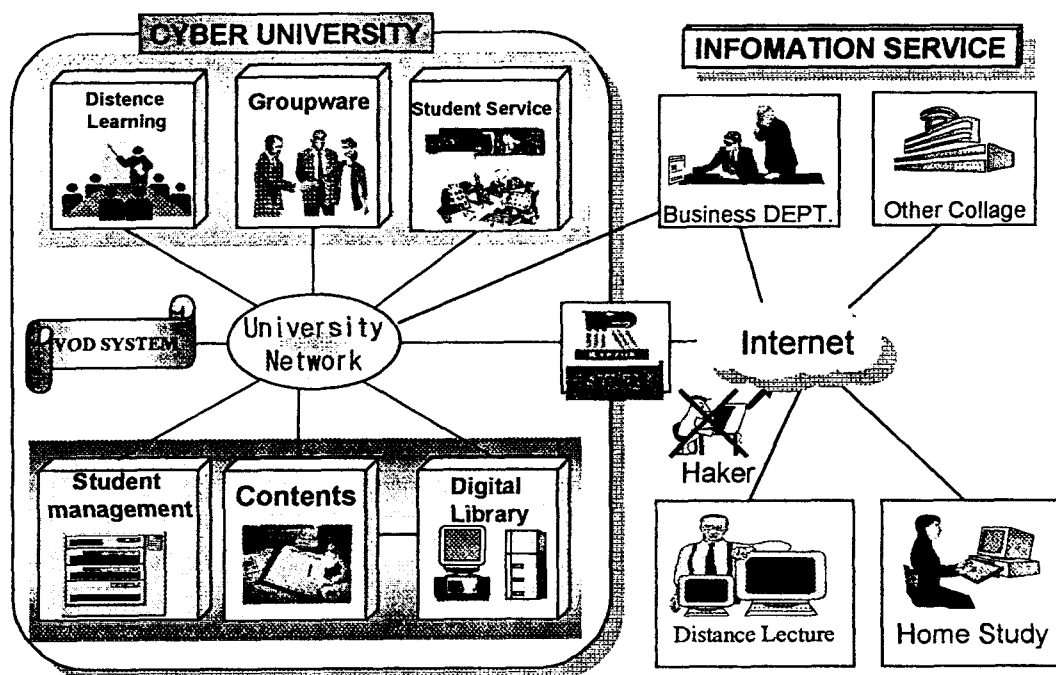 CYBER UNIVERSITY
INFOMATION SERVICE
Distence
Learning
Groupware
Student Service
Business DEPT.
Other Collage
VOD SYSTEM
University
Network
Internet
Haker
Student
management
Contents
Digital
Library
Distance Lecture
Home Study